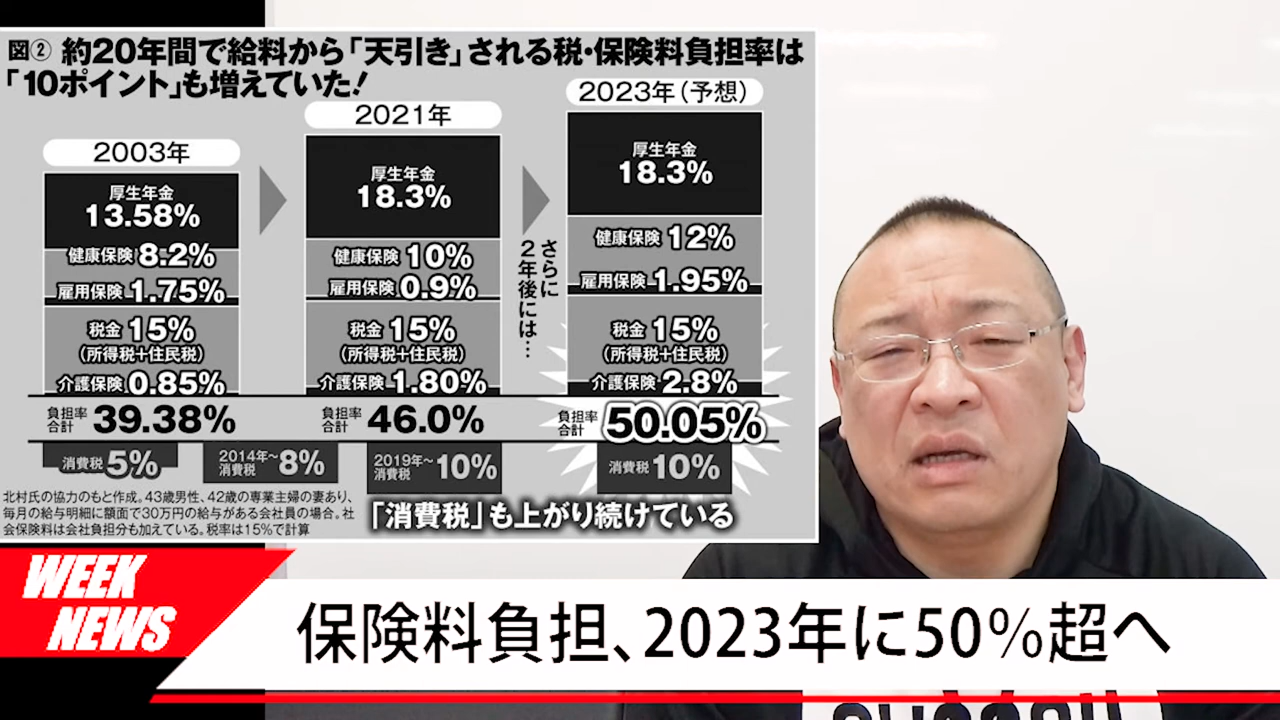 図② 約20年間で給料から「天引き」される税・保険料負担率は
「10ポイント」も増えていた!
2003年
厚生年金
13.58%
健康保険 8.2%
雇用保険 1.75%
税金 15%
(所得税+住民税)
介護保険 0.85%
負担率
合計 39.38%
消費税 5%
2014年〜
消費税 8%
2021年
厚生年金
18.3%
健康保険 10%
雇用保険 0.9%
税金 15%
(所得税+住民税)
介護保険 1.80%
負担率
合計 46.0%
2019年〜
消費税 10%
さらに
2年後には…
2023年(予想)
厚生年金
18.3%
健康保険 12%
雇用保険 1.95%
税金 15%
(所得税+住民税)
介護保険 2.8%
負担率
合計 50.05%
消費税 10%
北村氏の協力のもと作成。43歳男性、42歳の専業主婦の妻あり、
毎月の給与明細に額面で30万円の給与がある会社員の場合。社
会保険料は会社負担分も加えている。税率は15%で計算
「消費税」も上がり続けている
WEEK
NEWS
保険料負担、2023年に50%超へ